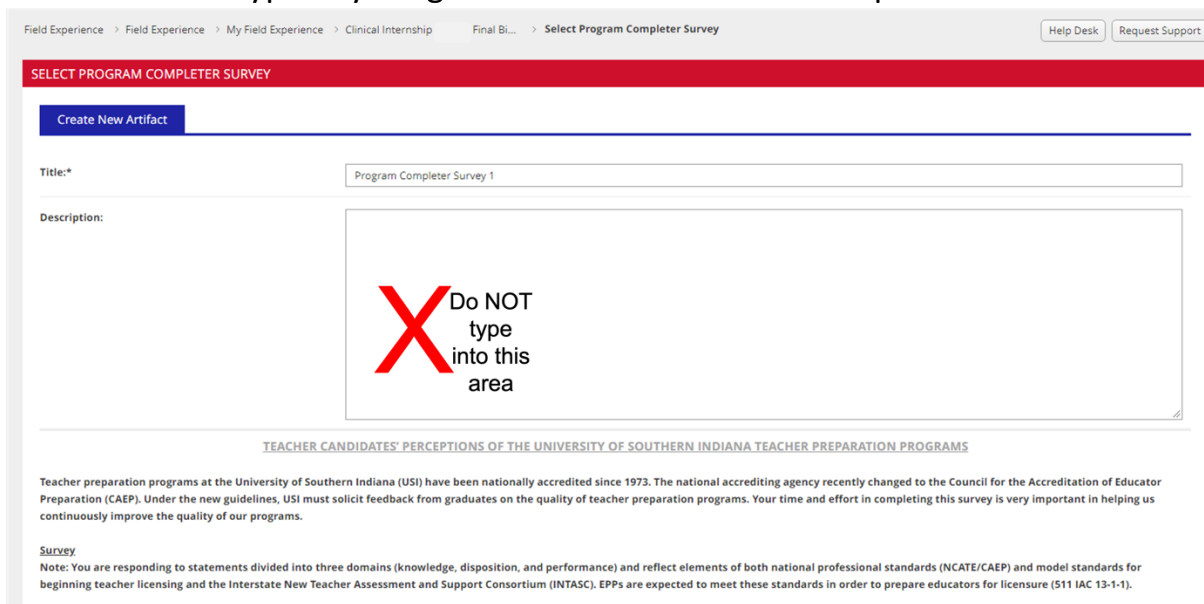 Field Experience > Field Experience > My Field Experience > Clinical Internship Final Bi... > Select Program Completer Survey Help Desk Request Support
SELECT PROGRAM COMPLETER SURVEY
Create New Artifact
Title:* Program Completer Survey 1
Description:
X Do NOT
type
into this
area
TEACHER CANDIDATES' PERCEPTIONS OF THE UNIVERSITY OF SOUTHERN INDIANA TEACHER PREPARATION PROGRAMS
Teacher preparation programs at the University of Southern Indiana (USI) have been nationally accredited since 1973. The national accrediting agency recently changed to the Council for the Accreditation of Educator
Preparation (CAEP). Under the new guidelines, USI must solicit feedback from graduates on the quality of teacher preparation programs. Your time and effort in completing this survey is very important in helping us
continuously improve the quality of our programs.
Survey
Note: You are responding to statements divided into three domains (knowledge, disposition, and performance) and reflect elements of both national professional standards (NCATE/CAEP) and model standards for
beginning teacher licensing and the Interstate New Teacher Assessment and Support Consortium (INTASC). EPPs are expected to meet these standards in order to prepare educators for licensure (511 IAC 13-1-1).